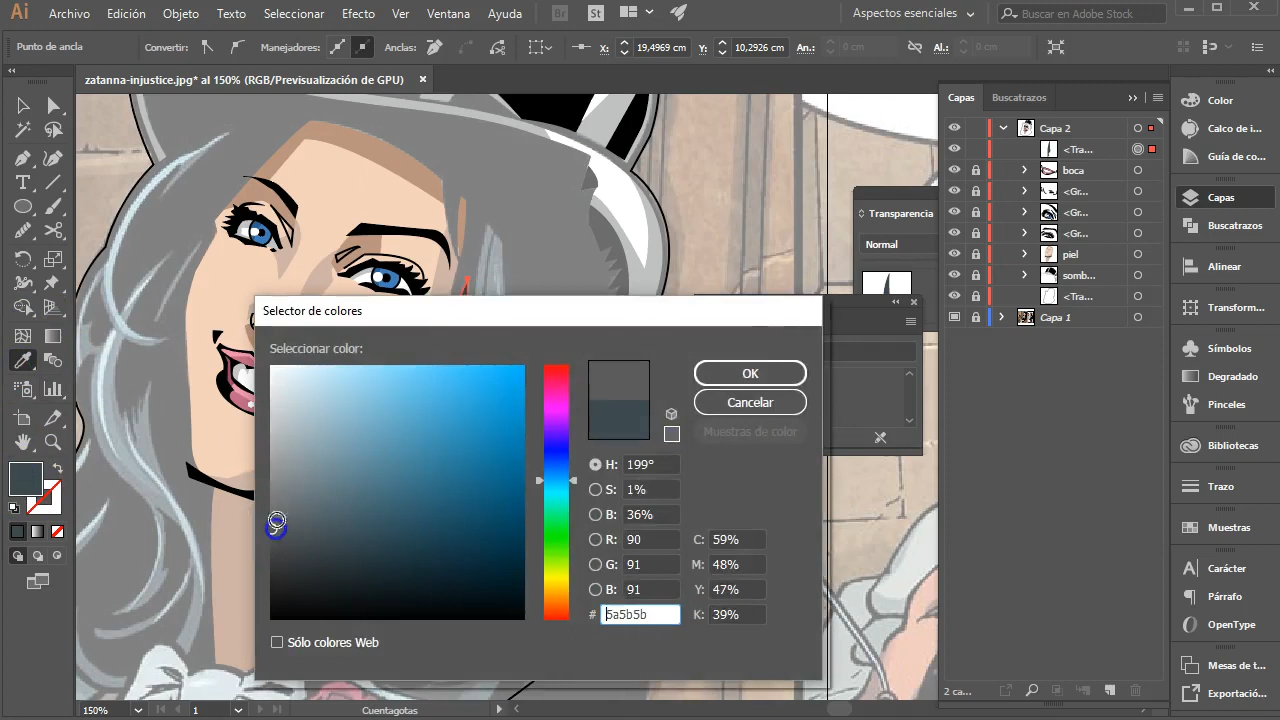 Ai Archivo Edición Objeto Texto Seleccionar Efecto Ver Ventana Ayuda Br St Aspectos esenciales Buscar en Adobe Stock
Punto de ancla Convertir: Manejadores: Anclas: X: 19,4969 cm Y: 10,2926 cm An.: 0 cm Al.: 0 cm
zatanna-injustice.jpg* al 150% (RGB/Previsualización de GPU)
Capas Buscatrazos
Capa 2
<Tra...
boca
<Gr...
<Gr...
<Gr...
piel
somb...
<Tra...
Capa 1
2 ca...
Transparencia
Normal
Color
Calco de i...
Guía de co...
Capas
Buscatrazos
Alinear
Transform...
Símbolos
Degradado
Pinceles
Bibliotecas
Trazo
Muestras
Carácter
Párrafo
OpenType
Mesas de t...
Exportació...
Selector de colores
Seleccionar color:
OK
Cancelar
Muestras de color
H: 199°
S: 1%
B: 36%
R: 90 C: 59%
G: 91 M: 48%
B: 91 Y: 47%
# 5a5b5b K: 39%
Sólo colores Web
150% 1 Cuentagotas